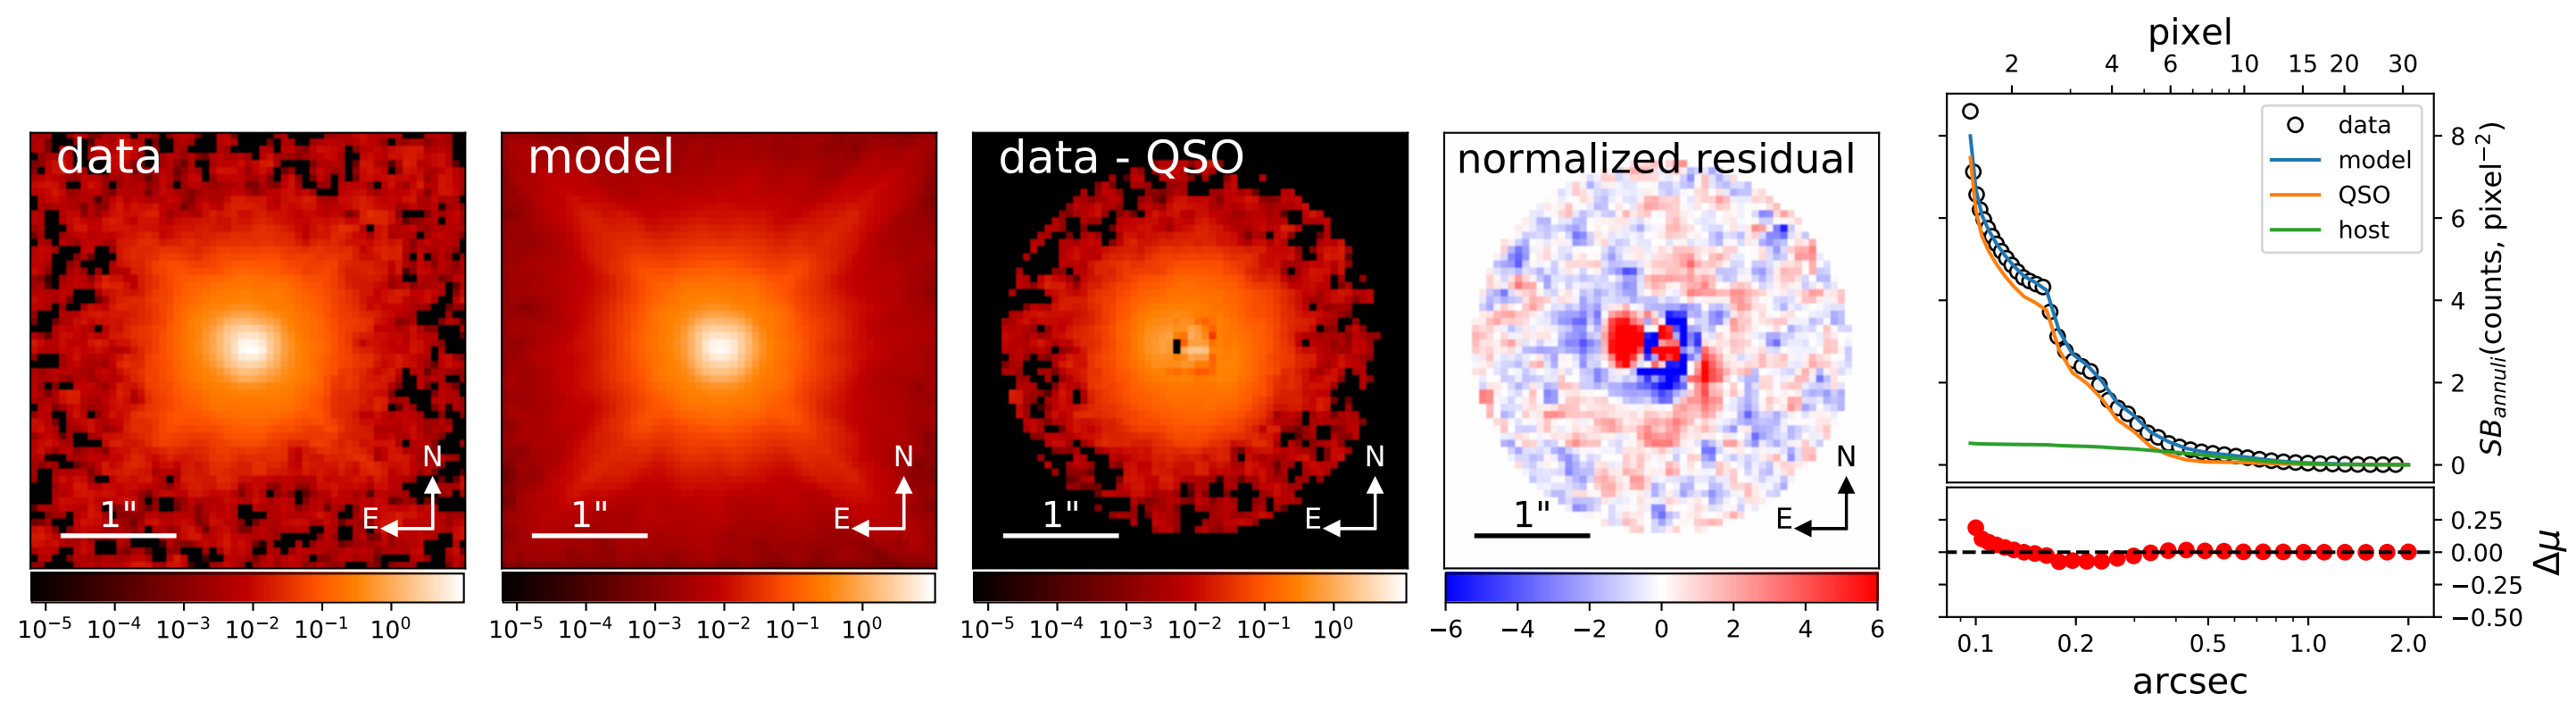 data
N
E
1"
10⁻⁵ 10⁻⁴ 10⁻³ 10⁻² 10⁻¹ 10⁰
model
N
E
1"
10⁻⁵ 10⁻⁴ 10⁻³ 10⁻² 10⁻¹ 10⁰
data - QSO
N
E
1"
10⁻⁵ 10⁻⁴ 10⁻³ 10⁻² 10⁻¹ 10⁰
normalized residual
N
E
1"
−6 −4 −2 0 2 4 6
pixel
2 4 6 10 15 20 30
data
model
QSO
host
8
6
4
2
0
SB_annuli(counts, pixel⁻²)
0.25
0.00
−0.25
−0.50
Δμ
0.1 0.2 0.5 1.0 2.0
arcsec